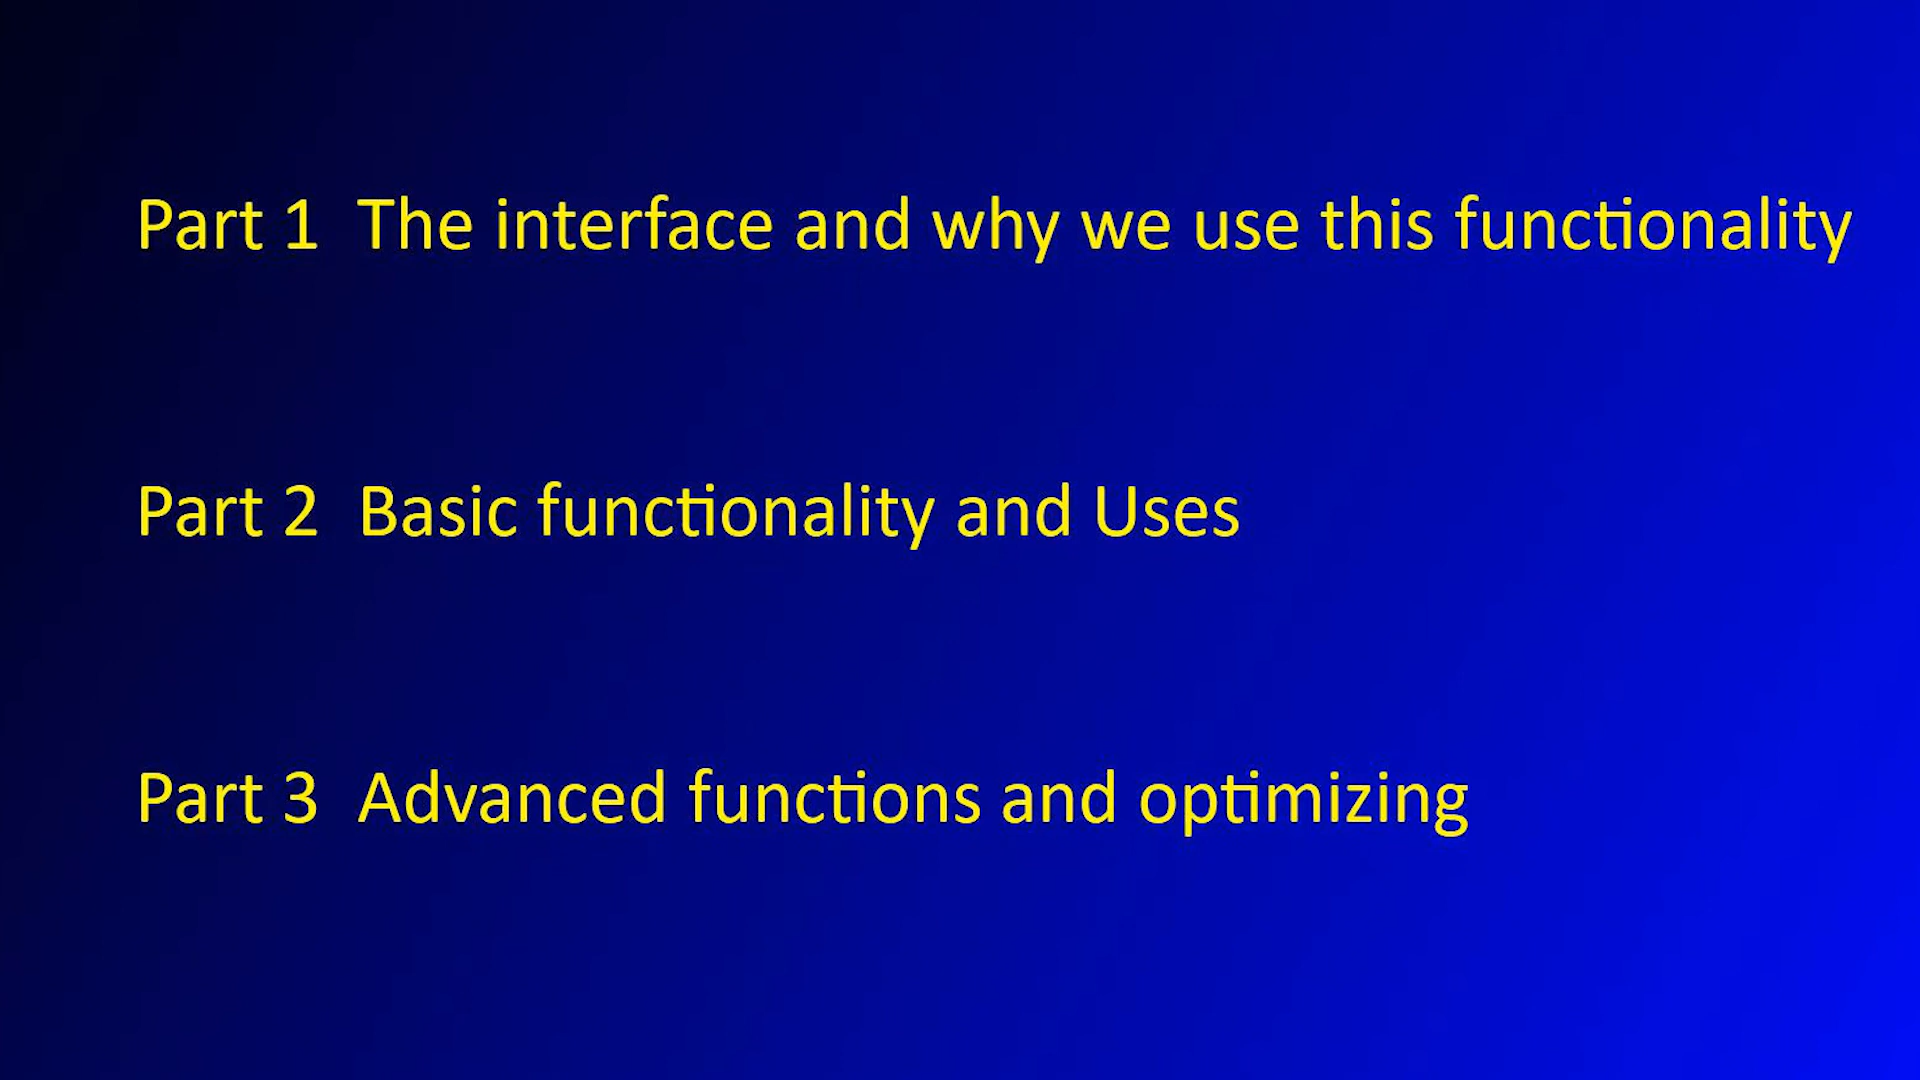 Part 1 The interface and why we use this functionality
Part 2 Basic functionality and Uses
Part 3 Advanced functions and optimizing